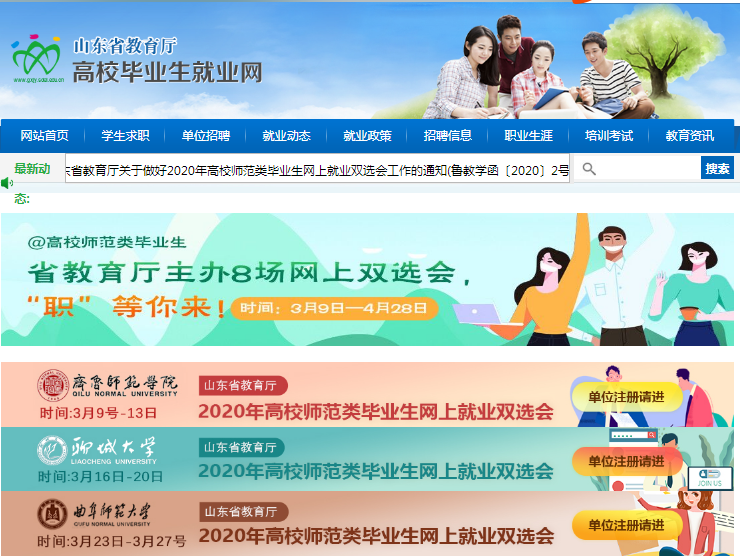 山东省教育厅
高校毕业生就业网
www.gxjy.sdei.edu.cn
网站首页 学生求职 单位招聘 就业动态 就业政策 招聘信息 职业生涯 培训考试 教育资讯
最新动态: 东省教育厅关于做好2020年高校师范类毕业生网上就业双选会工作的通知(鲁教学函〔2020〕2号 搜索
@高校师范类毕业生
省教育厅主办8场网上双选会，
“职”等你来！ 时间：3月9日—4月28日
齐鲁师范学院 山东省教育厅
QILU NORMAL UNIVERSITY
时间:3月9号-13日 2020年高校师范类毕业生网上就业双选会 单位注册请进
聊城大学 山东省教育厅
LIAOCHENG UNIVERSITY
时间:3月16日-20日 2020年高校师范类毕业生网上就业双选会 单位注册请进
JOIN US
曲阜师范大学 山东省教育厅
QUFU NORMAL UNIVERSITY
时间:3月23日-3月27号 2020年高校师范类毕业生网上就业双选会 单位注册请进